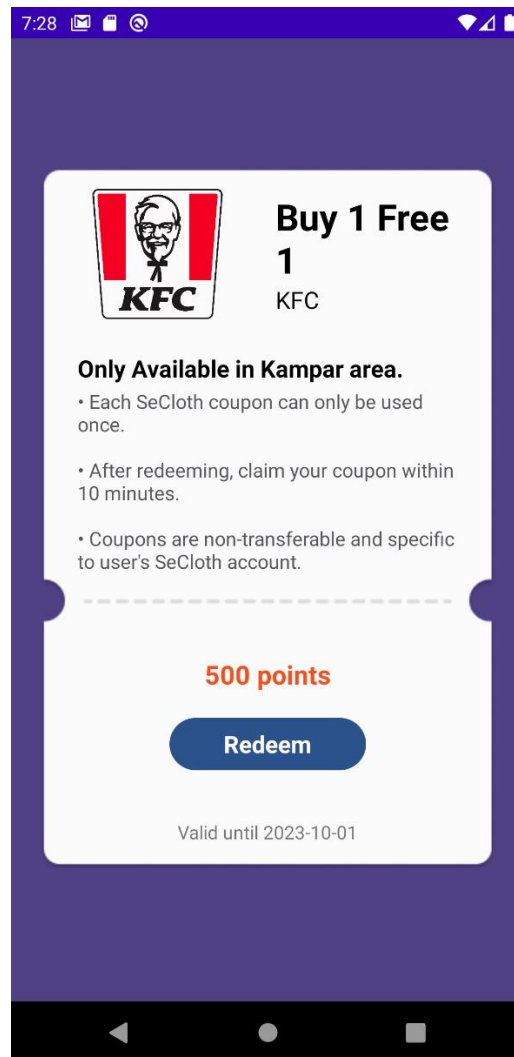 7:28
KFC
Buy 1 Free
1
KFC
Only Available in Kampar area.
• Each SeCloth coupon can only be used
once.
• After redeeming, claim your coupon within
10 minutes.
• Coupons are non-transferable and specific
to user's SeCloth account.
500 points
Redeem
Valid until 2023-10-01